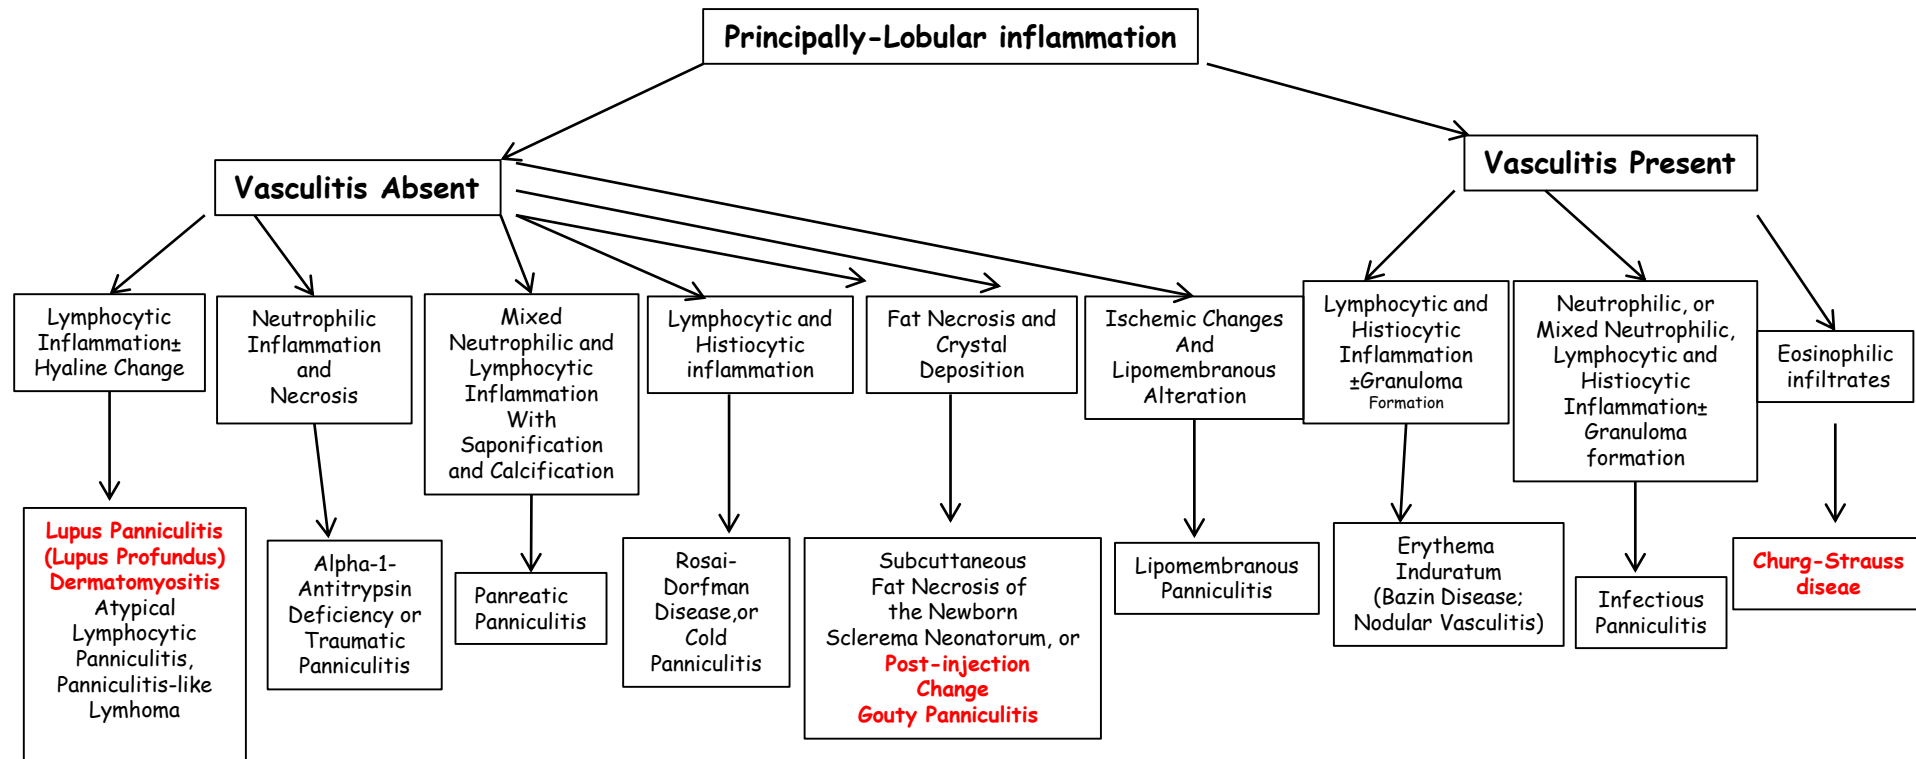 Principally-Lobular inflammation
Vasculitis Absent
Vasculitis Present
Lymphocytic
Inflammation±
Hyaline Change
Neutrophilic
Inflammation
and
Necrosis
Mixed
Neutrophilic and
Lymphocytic
Inflammation
With
Saponification
and Calcification
Lymphocytic and
Histiocytic
inflammation
Fat Necrosis and
Crystal
Deposition
Ischemic Changes
And
Lipomembranous
Alteration
Lymphocytic and
Histiocytic
Inflammation
±Granuloma
Formation
Neutrophilic, or
Mixed Neutrophilic,
Lymphocytic and
Histiocytic
Inflammation±
Granuloma
formation
Eosinophilic
infiltrates
Lupus Panniculitis
(Lupus Profundus)
Dermatomyositis
Atypical
Lymphocytic
Panniculitis,
Panniculitis-like
Lymhoma
Alpha-1-
Antitrypsin
Deficiency or
Traumatic
Panniculitis
Panreatic
Panniculitis
Rosai-
Dorfman
Disease,or
Cold
Panniculitis
Subcuttaneous
Fat Necrosis of
the Newborn
Sclerema Neonatorum, or
Post-injection
Change
Gouty Panniculitis
Lipomembranous
Panniculitis
Erythema
Induratum
(Bazin Disease;
Nodular Vasculitis)
Infectious
Panniculitis
Churg-Strauss
diseae